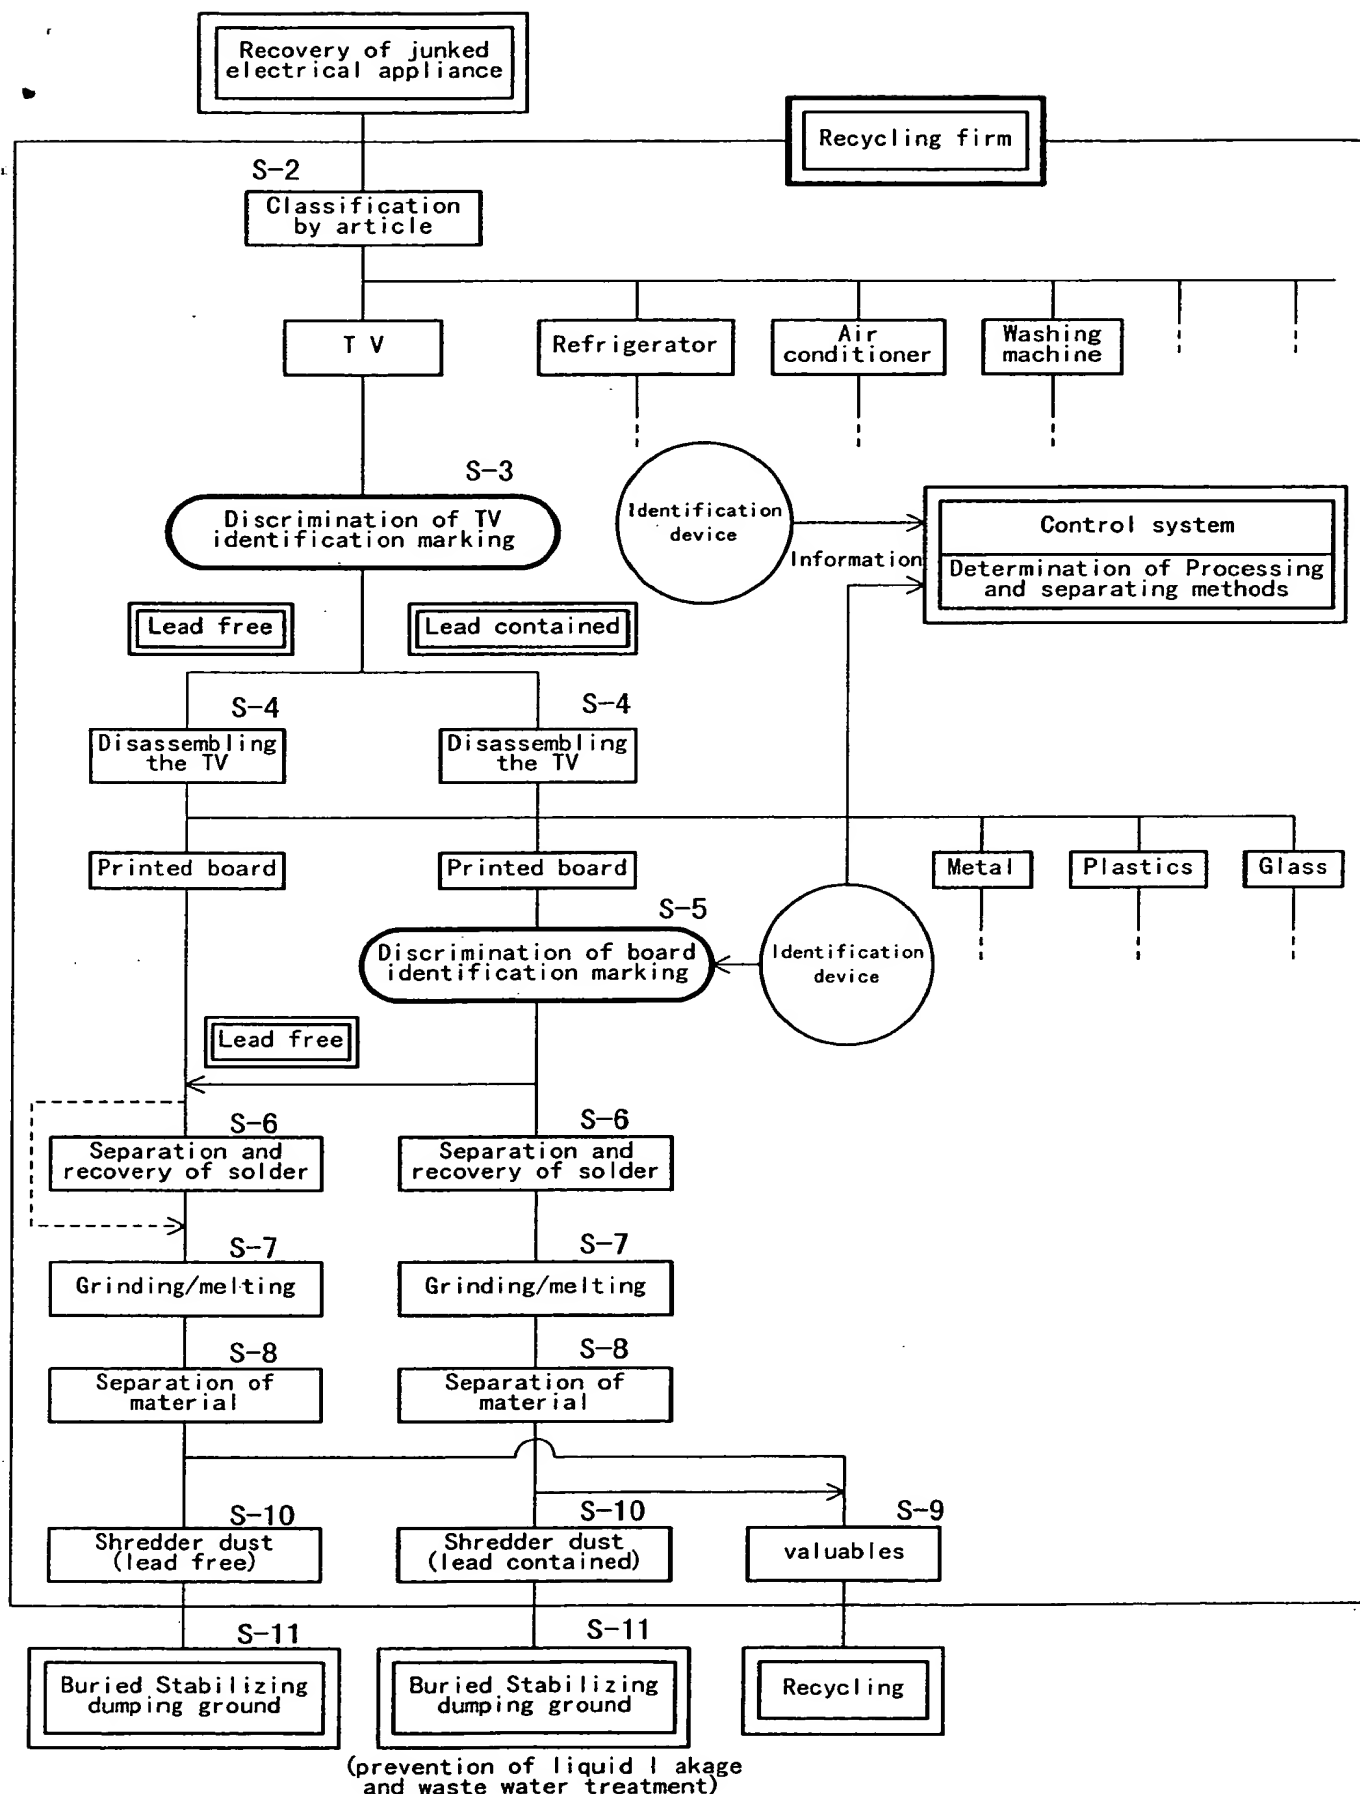 Recovery of junked
electrical appliance
Recycling firm
S-2
Classification
by article
T V
Refrigerator
Air
conditioner
Washing
machine
S-3
Discrimination of TV
identification marking
Identification
device
Information
Control system
Determination of Processing
and separating methods
Lead free
Lead contained
S-4
S-4
Disassembling
the TV
Disassembling
the TV
Printed board
Printed board
Metal
Plastics
Glass
S-5
Discrimination of board
identification marking
Identification
device
Lead free
S-6
S-6
Separation and
recovery of solder
Separation and
recovery of solder
S-7
S-7
Grinding/melting
Grinding/melting
S-8
S-8
Separation of
material
Separation of
material
S-10
S-10
S-9
Shredder dust
(lead free)
Shredder dust
(lead contained)
valuables
S-11
S-11
Buried Stabilizing
dumping ground
Buried Stabilizing
dumping ground
Recycling
(prevention of liquid l akage
and waste water treatment)